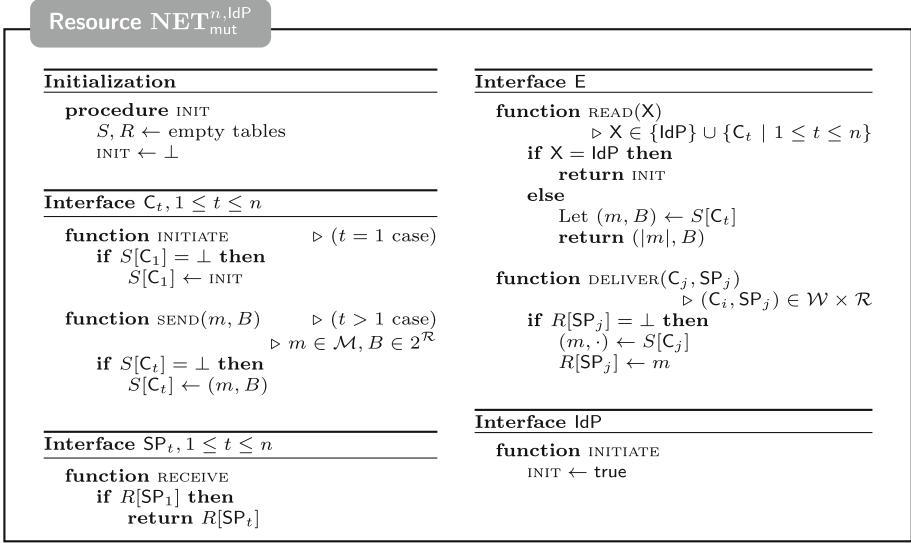 Resource NET^{n,IdP}_{mut}
Initialization
procedure INIT
S, R ← empty tables
INIT ← ⊥
Interface C_t, 1 ≤ t ≤ n
function INITIATE ▷ (t = 1 case)
if S[C_1] = ⊥ then
S[C_1] ← INIT
function SEND(m, B) ▷ (t > 1 case)
▷ m ∈ ℳ, B ∈ 2^ℛ
if S[C_t] = ⊥ then
S[C_t] ← (m, B)
Interface SP_t, 1 ≤ t ≤ n
function RECEIVE
if R[SP_1] then
return R[SP_t]
Interface E
function READ(X)
▷ X ∈ {IdP} ∪ {C_t | 1 ≤ t ≤ n}
if X = IdP then
return INIT
else
Let (m, B) ← S[C_t]
return (|m|, B)
function DELIVER(C_j, SP_j)
▷ (C_i, SP_j) ∈ 𝒲 × ℛ
if R[SP_j] = ⊥ then
(m, ·) ← S[C_j]
R[SP_j] ← m
Interface IdP
function INITIATE
INIT ← true